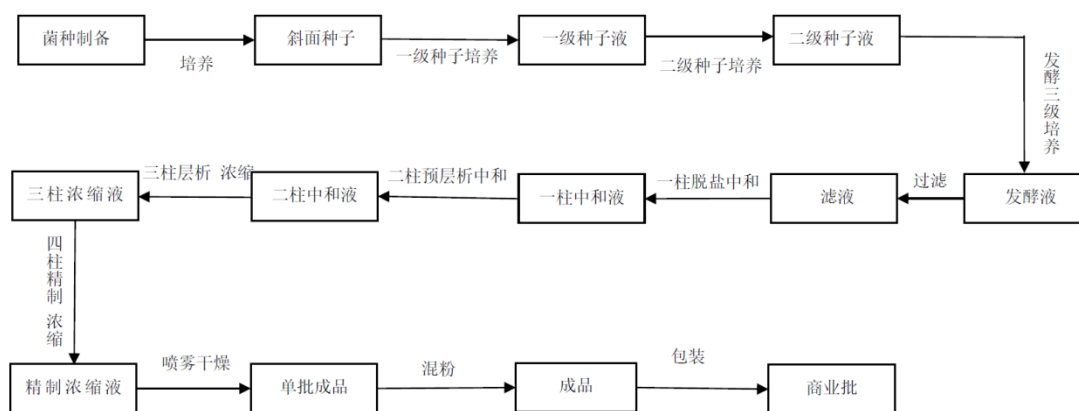 菌种制备
培养
斜面种子
一级种子培养
一级种子液
二级种子培养
二级种子液
发酵三级培养
发酵液
过滤
滤液
一柱脱盐中和
一柱中和液
二柱预层析中和
二柱中和液
三柱层析 浓缩
三柱浓缩液
四柱精制 浓缩
精制浓缩液
喷雾干燥
单批成品
混粉
成品
包装
商业批